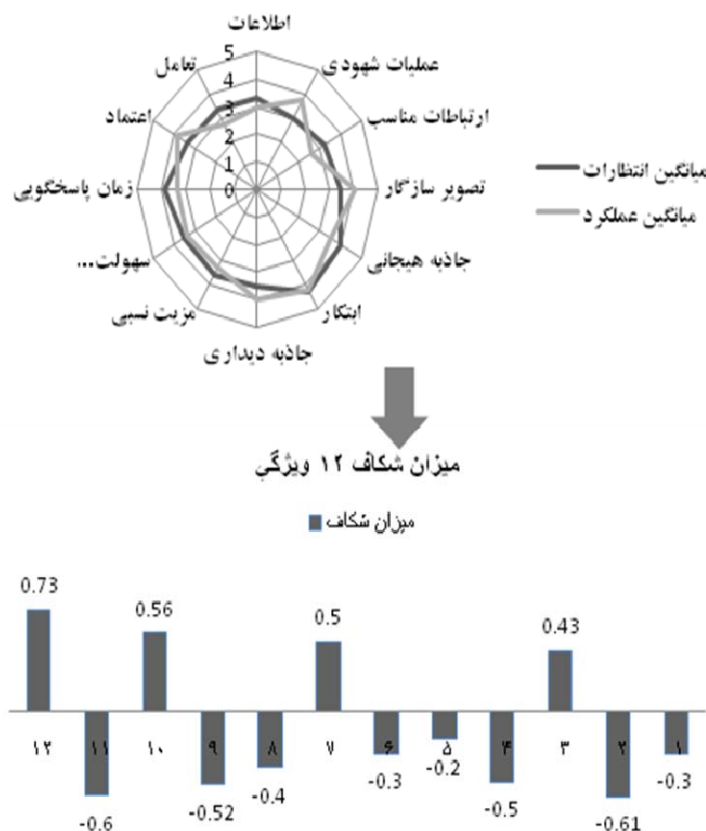 اطلاعات
عملیات شهودی
ارتباطات مناسب
تصویر سازگار
جاذبه هیجانی
ابتکار
جاذبه دیداری
مزیت نسبی
سهولت...
زمان پاسخگویی
اعتماد
تعامل
5
4
3
2
1
0
میانگین انتظارات
میانگین عملکرد
میزان شکاف ۱۲ ویژگی
میزان شکاف
0.73
0.56
0.5
0.43
۱۲ ۱۱ ۱۰ ۹ ۸ ۷ ۶ ۵ ۴ ۳ ۲ ۱
-0.6
-0.52
-0.4
-0.3
-0.2
-0.5
-0.61
-0.3